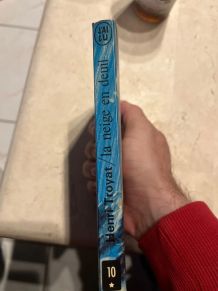 J'AI LU
Henri Troyat / la neige en deuil
10